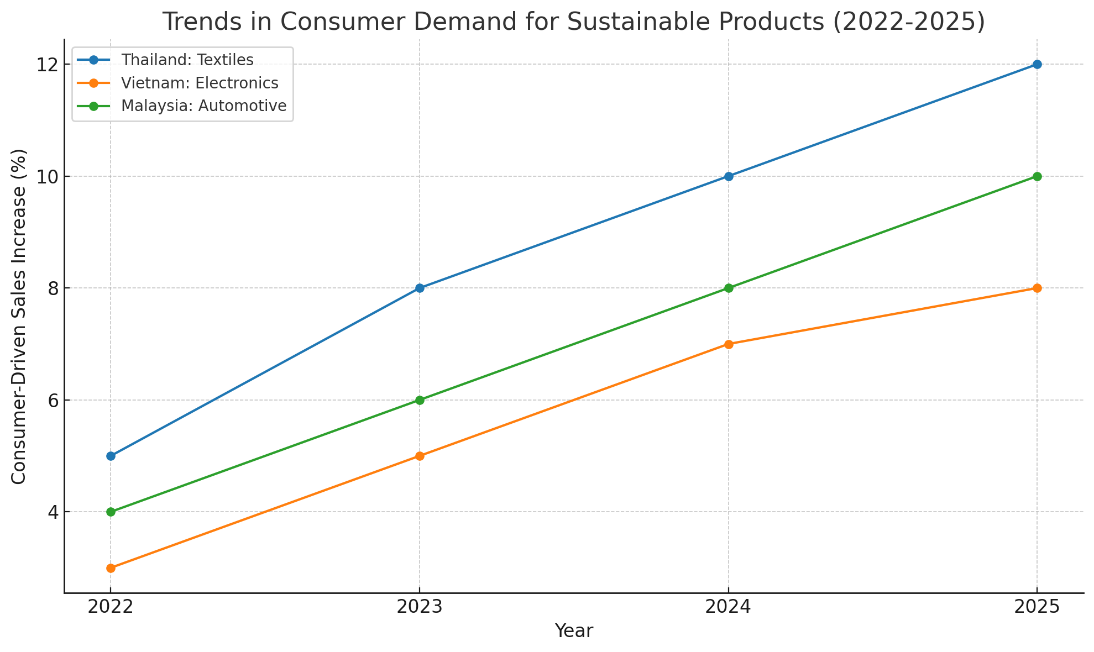 Trends in Consumer Demand for Sustainable Products (2022-2025)
Thailand: Textiles
Vietnam: Electronics
Malaysia: Automotive
Consumer-Driven Sales Increase (%)
12
10
8
6
4
2022 2023 2024 2025
Year